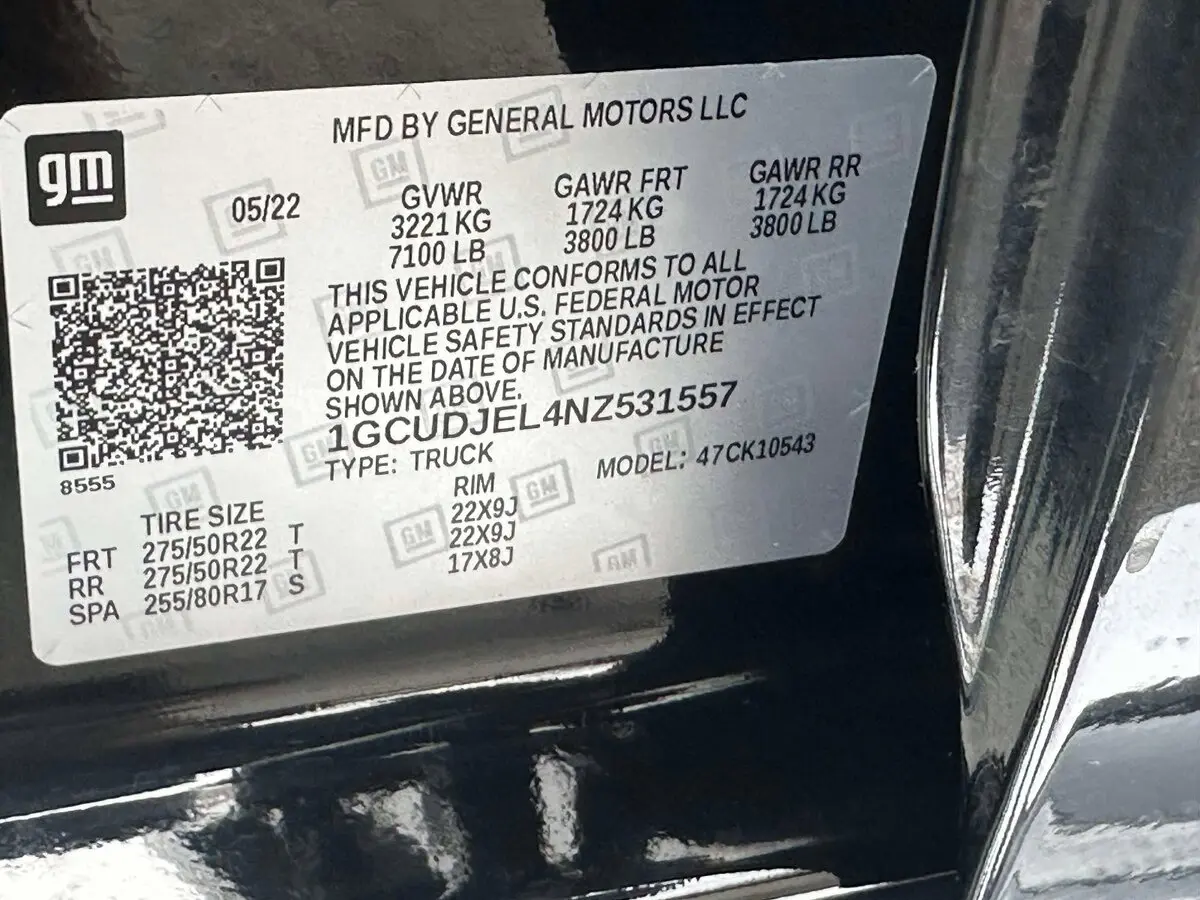 MFD BY GENERAL MOTORS LLC
gm
05/22
GVWR GAWR FRT GAWR RR
3221 KG 1724 KG 1724 KG
7100 LB 3800 LB 3800 LB
THIS VEHICLE CONFORMS TO ALL
APPLICABLE U.S. FEDERAL MOTOR
VEHICLE SAFETY STANDARDS IN EFFECT
ON THE DATE OF MANUFACTURE
SHOWN ABOVE.
1GCUDJEL4NZ531557
8555
TYPE: TRUCK MODEL: 47CK10543
TIRE SIZE RIM
FRT 275/50R22 T 22X9J
RR 275/50R22 T 22X9J
SPA 255/80R17 S 17X8J